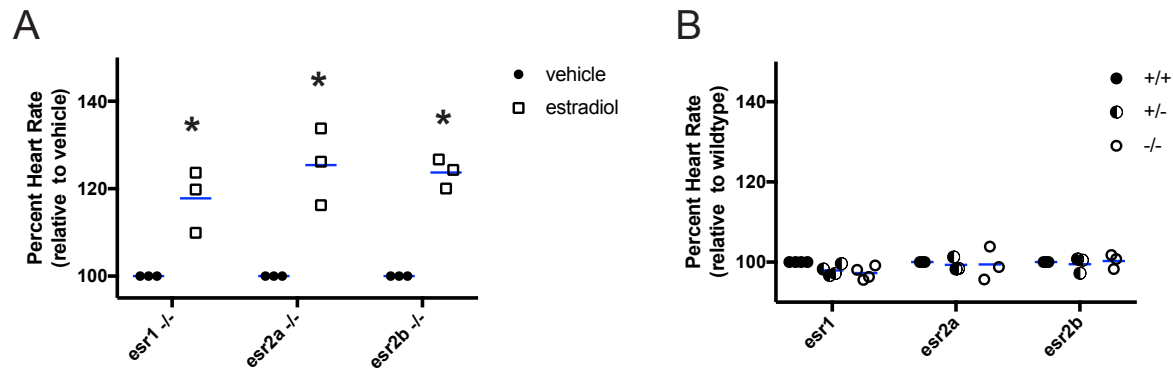 A
Percent Heart Rate
(relative to vehicle)
140
120
100
*
*
*
esr1 -/-
esr2a -/-
esr2b -/-
vehicle
estradiol
B
Percent Heart Rate
(relative to wildtype)
140
120
100
esr1
esr2a
esr2b
+/+
+/-
-/-